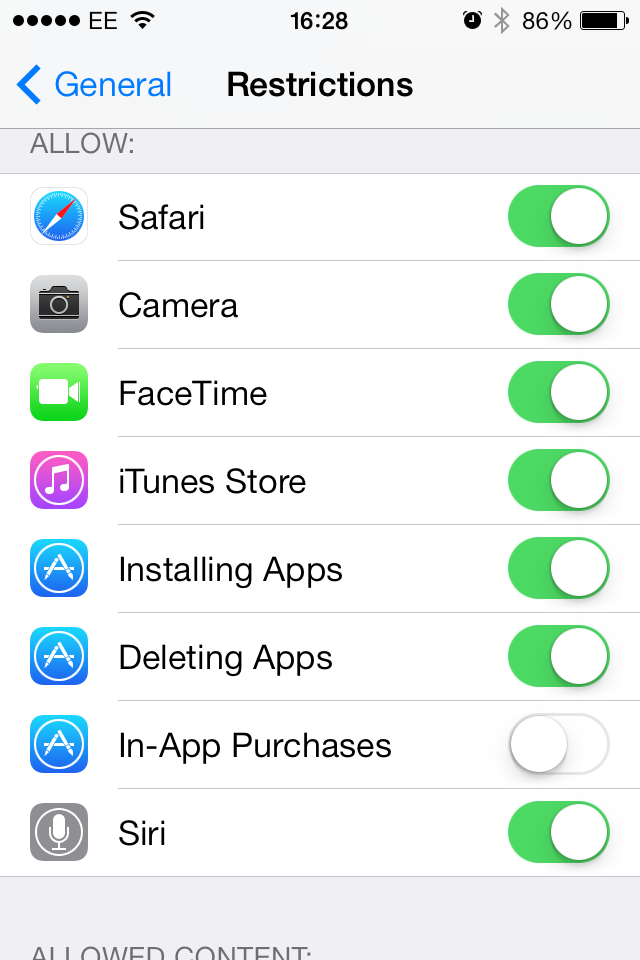 EE 16:28 86%
General Restrictions
ALLOW:
Safari
Camera
FaceTime
iTunes Store
Installing Apps
Deleting Apps
In-App Purchases
Siri
ALLOWED CONTENT: